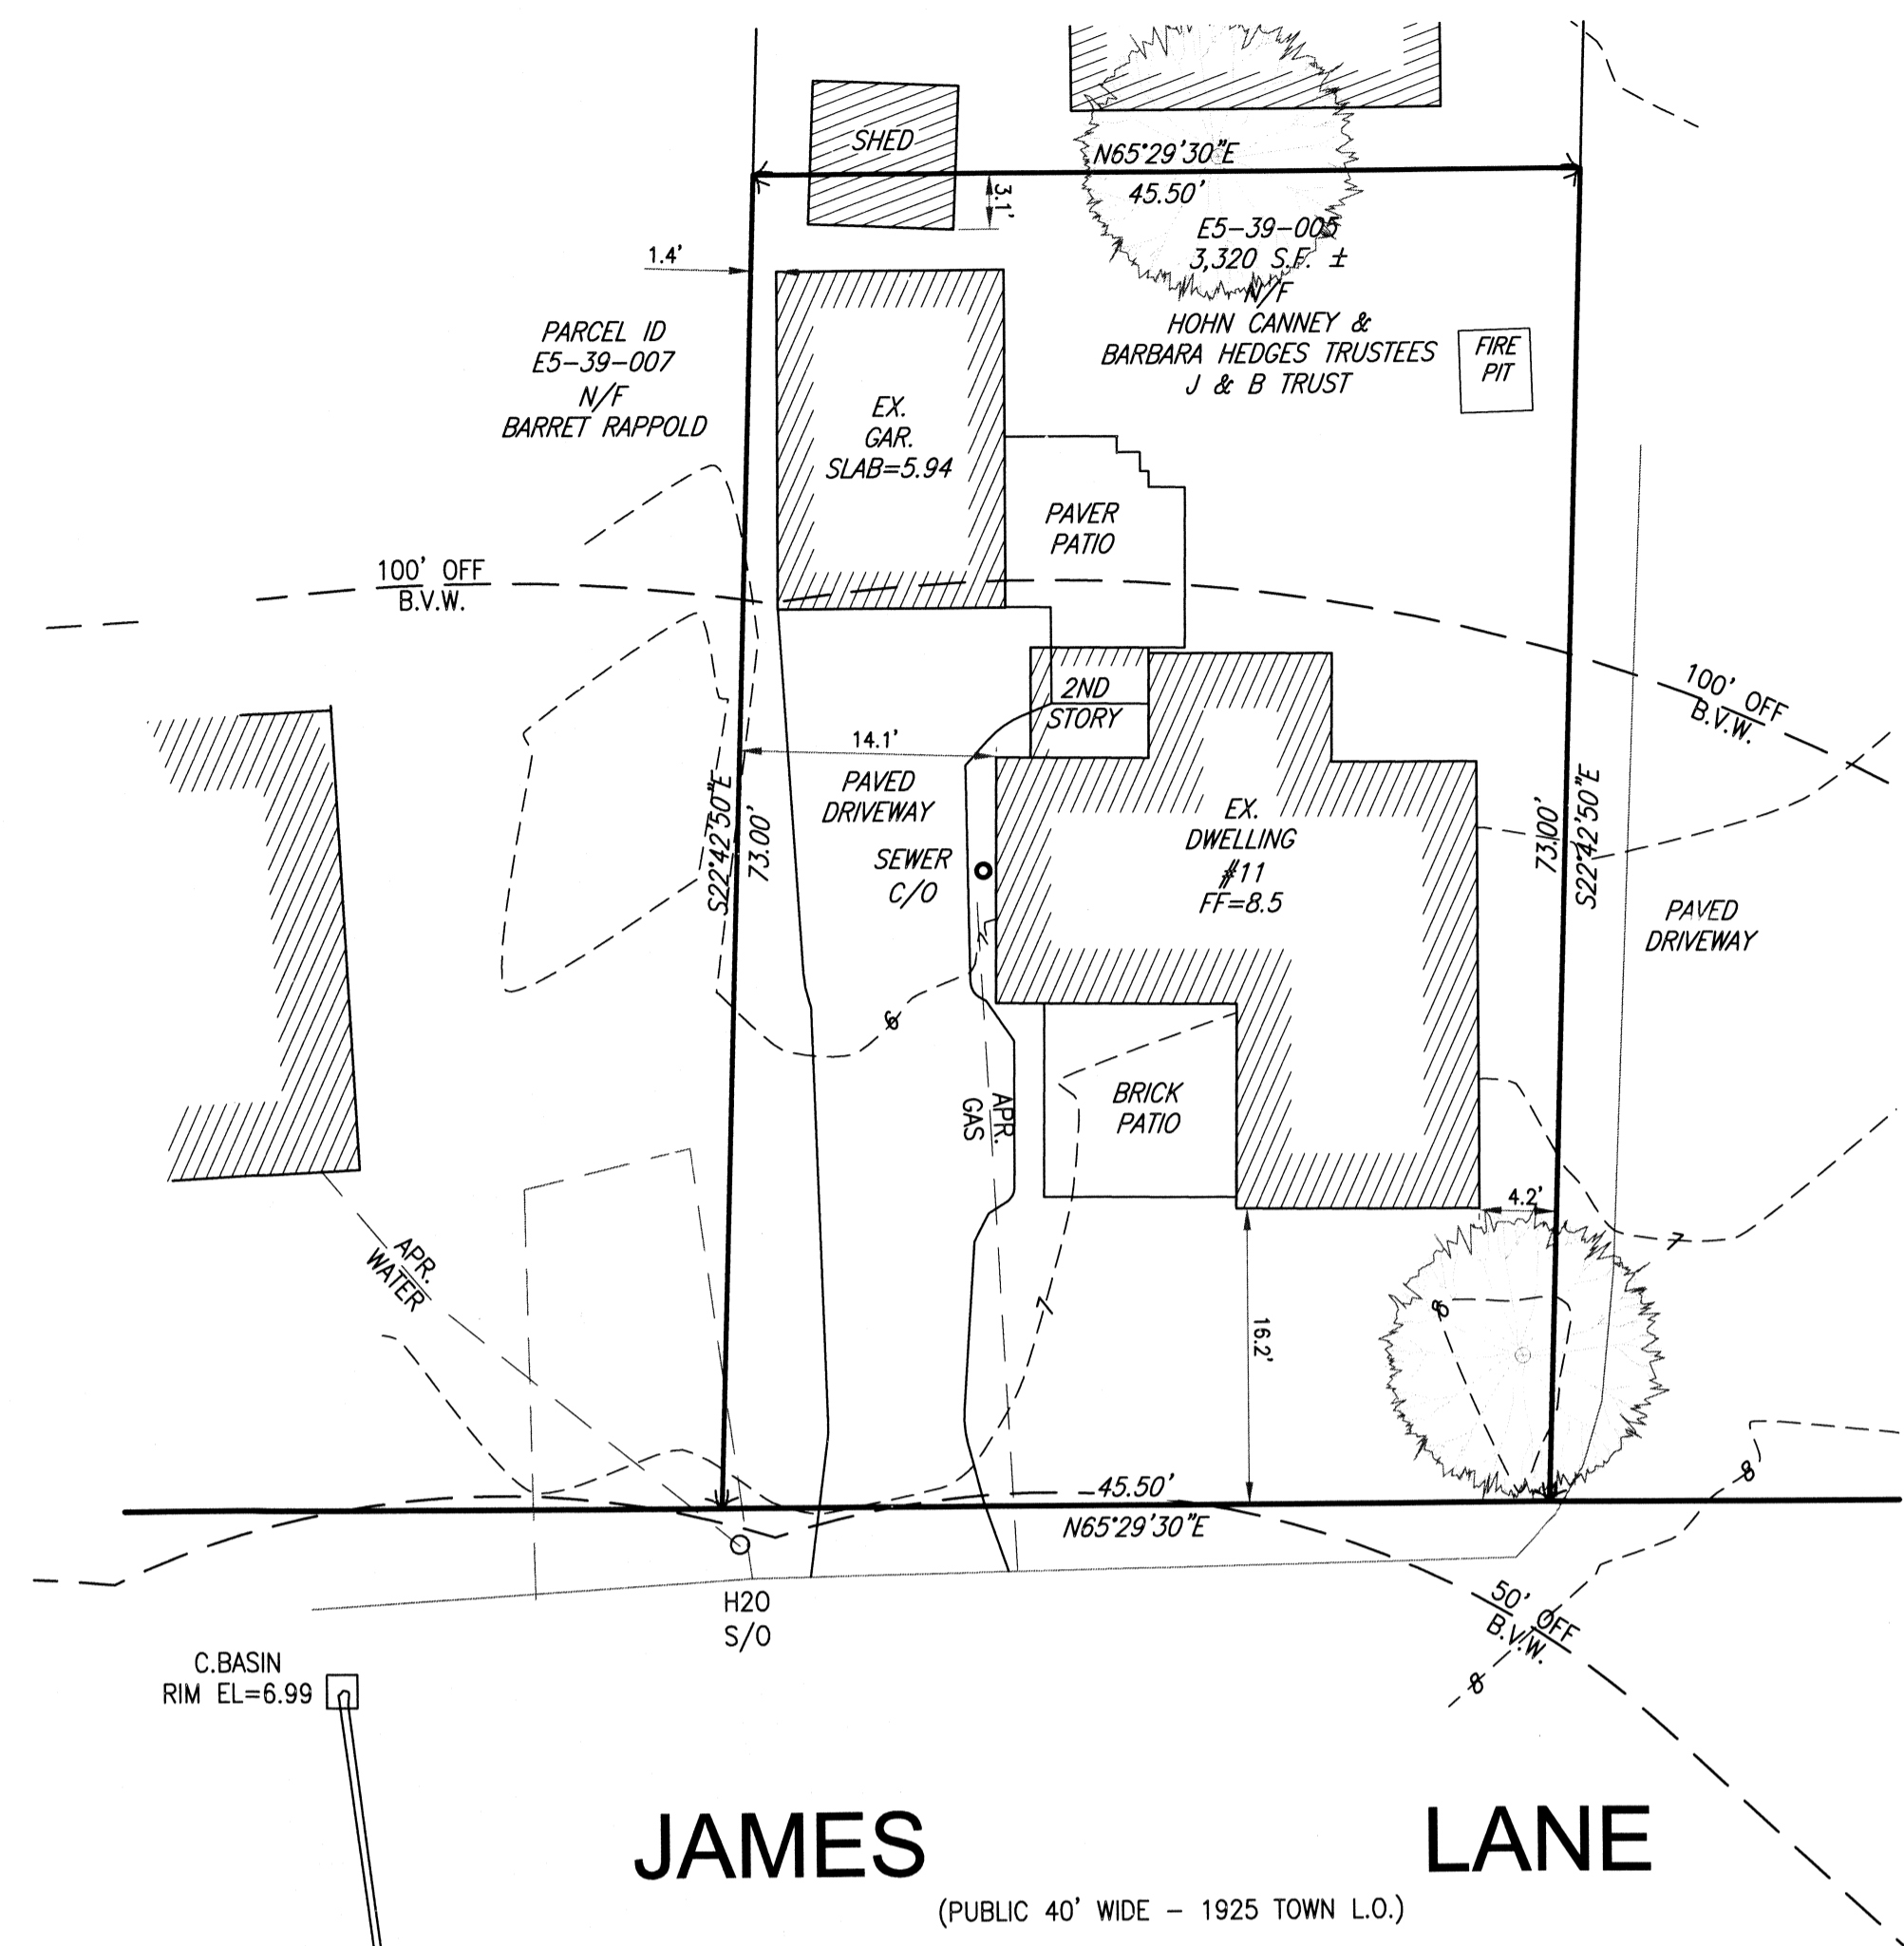 SHED
N65°29'30"E
45.50'
3.1'
E5-39-005
3,320 S.F. ±
N/F
HOHN CANNEY &
BARBARA HEDGES TRUSTEES
J & B TRUST
1.4'
PARCEL ID
E5-39-007
N/F
BARRET RAPPOLD
FIRE
PIT
EX.
GAR.
SLAB=5.94
PAVER
PATIO
100' OFF
B.V.W.
100' OFF
B.V.W.
2ND
STORY
14.1'
PAVED
DRIVEWAY
S22°42'50"E
73.00'
SEWER
C/O
EX.
DWELLING
#11
FF=8.5
73.00'
S22°42'50"E
PAVED
DRIVEWAY
6
APR.
GAS
BRICK
PATIO
4.2'
7
APR.
WATER
7
8
16.2'
8
45.50'
N65°29'30"E
H20
S/O
50' OFF
B.V.W.
8
C.BASIN
RIM EL=6.99
JAMES LANE
(PUBLIC 40' WIDE - 1925 TOWN L.O.)